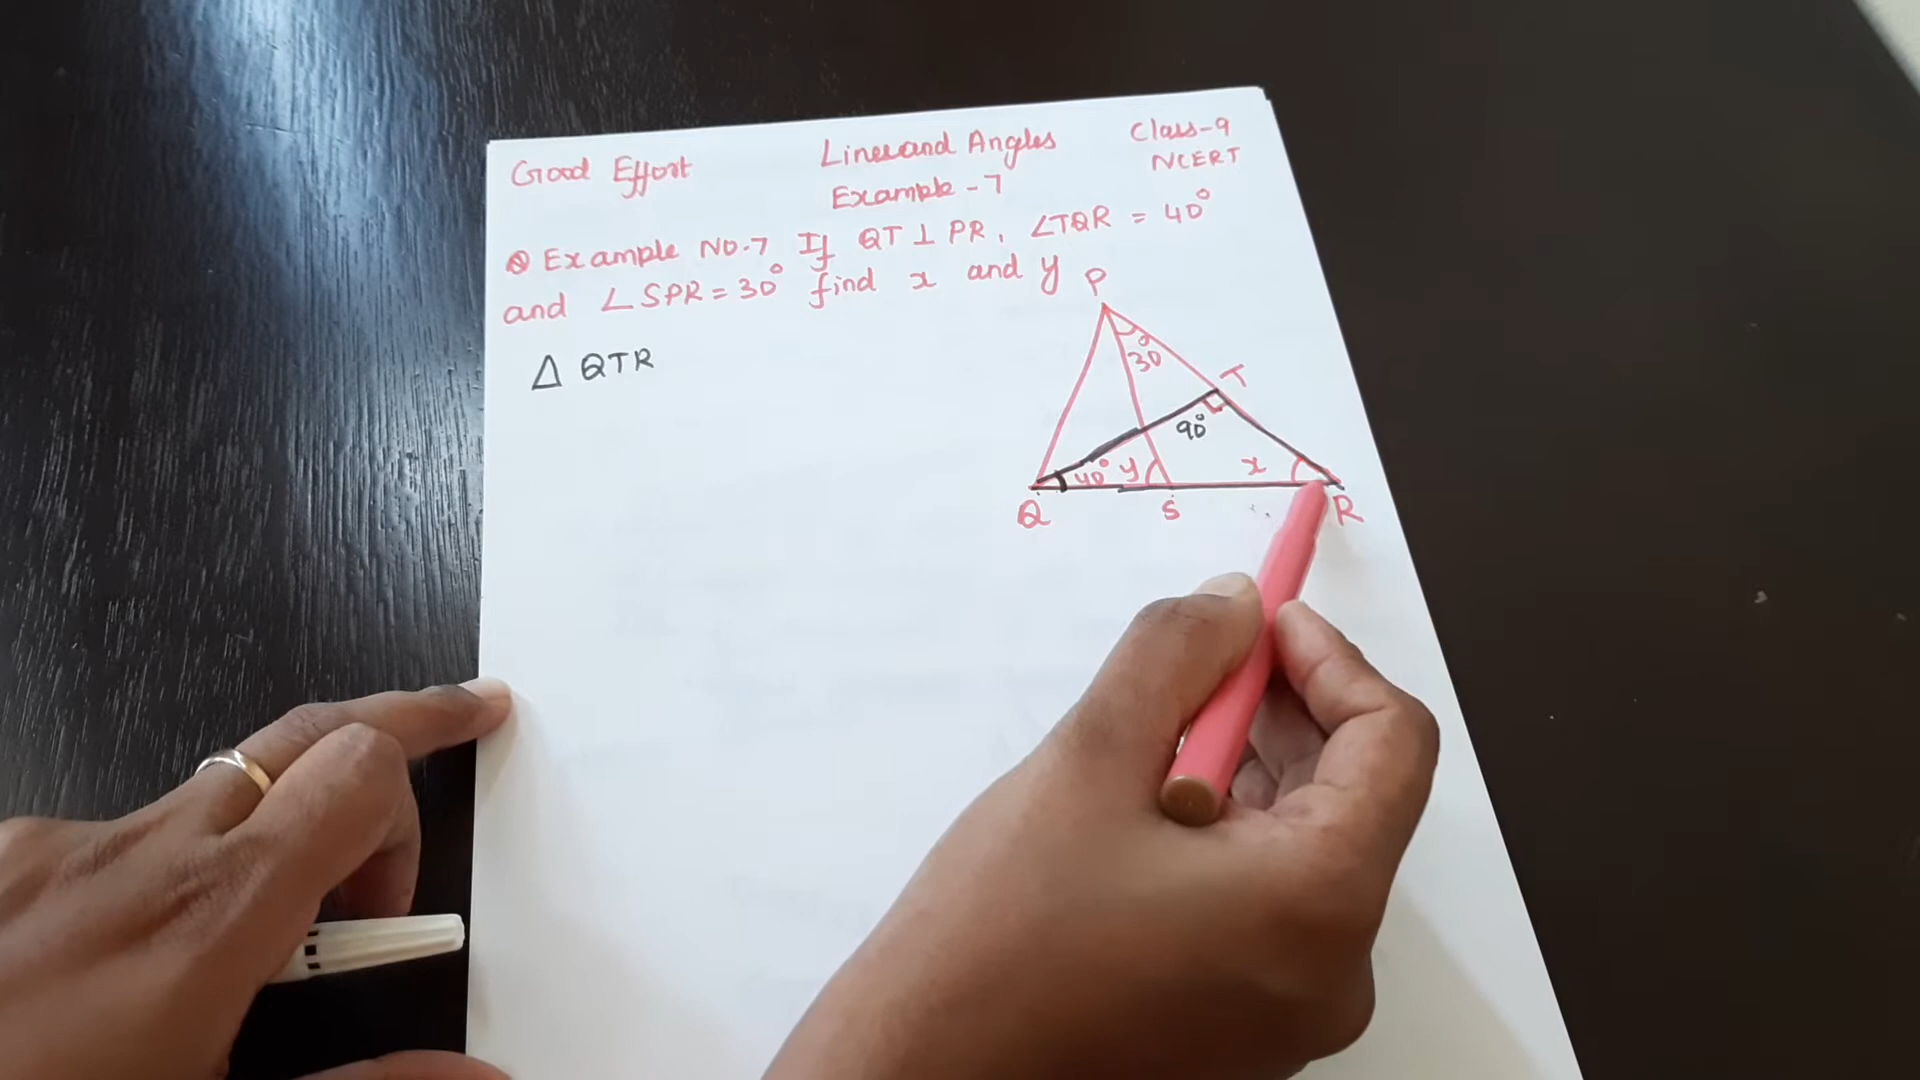 Good Effort
Lines and Angles
Class-9
NCERT
Example-7
Q Example No.7 If QT⊥PR, ∠TQR = 40°
and ∠SPR=30° find x and y
△ QTR
P
30°
T
90°
40° y x
Q S R